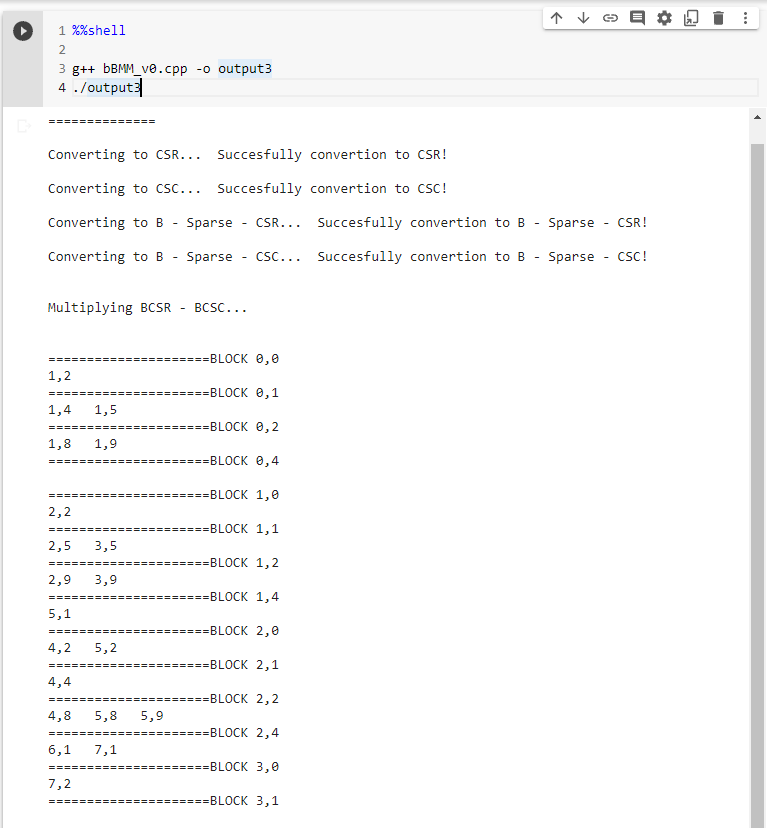 1 %%shell
2
3 g++ bBMM_v0.cpp -o output3
4 ./output3
==============
Converting to CSR...  Succesfully convertion to CSR!
Converting to CSC...  Succesfully convertion to CSC!
Converting to B - Sparse - CSR...  Succesfully convertion to B - Sparse - CSR!
Converting to B - Sparse - CSC...  Succesfully convertion to B - Sparse - CSC!
Multiplying BCSR - BCSC...
=====================BLOCK 0,0
1,2
=====================BLOCK 0,1
1,4   1,5
=====================BLOCK 0,2
1,8   1,9
=====================BLOCK 0,4
=====================BLOCK 1,0
2,2
=====================BLOCK 1,1
2,5   3,5
=====================BLOCK 1,2
2,9   3,9
=====================BLOCK 1,4
5,1
=====================BLOCK 2,0
4,2   5,2
=====================BLOCK 2,1
4,4
=====================BLOCK 2,2
4,8   5,8   5,9
=====================BLOCK 2,4
6,1   7,1
=====================BLOCK 3,0
7,2
=====================BLOCK 3,1